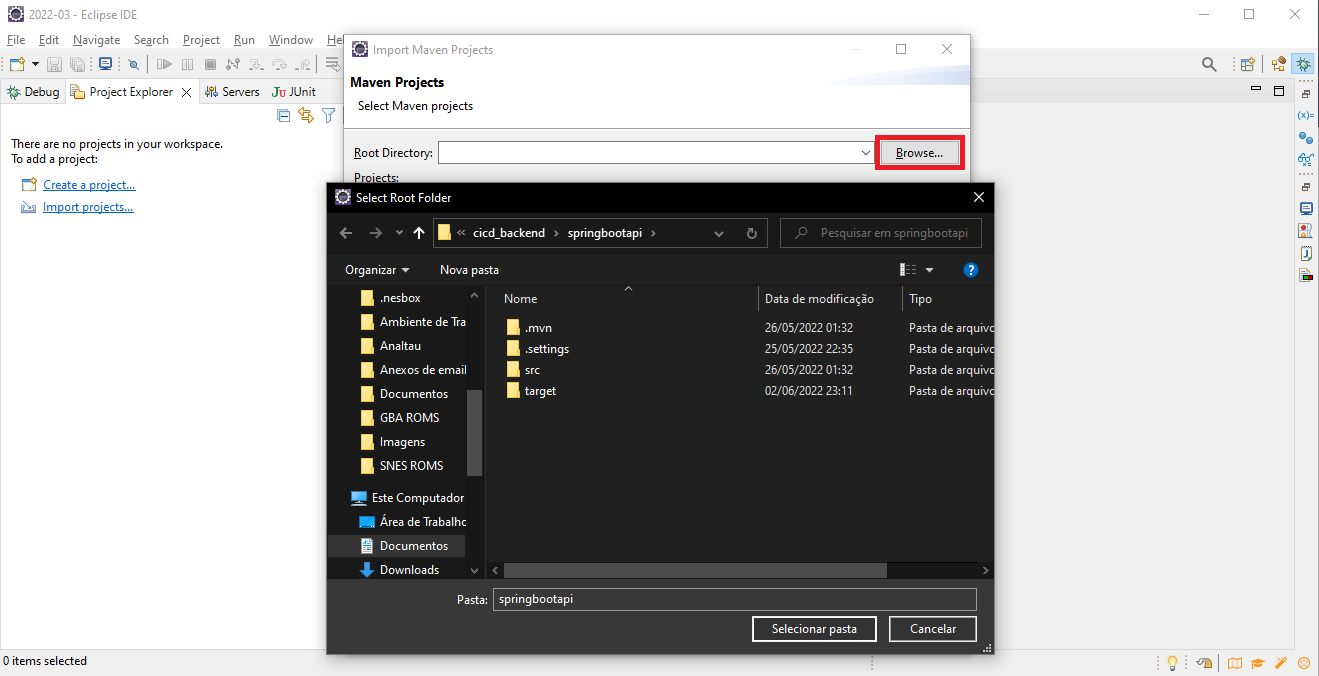 2022-03 - Eclipse IDE
File Edit Navigate Search Project Run Window He
Debug Project Explorer Servers JUnit
There are no projects in your workspace.
To add a project:
Create a project...
Import projects...
Import Maven Projects
Maven Projects
Select Maven projects
Root Directory:
Browse...
Projects:
Select Root Folder
« cicd_backend › springbootapi ›
Pesquisar em springbootapi
Organizar Nova pasta
.nesbox
Ambiente de Tra
Analtau
Anexos de email
Documentos
GBA ROMS
Imagens
SNES ROMS
Este Computador
Área de Trabalho
Documentos
Downloads
Nome Data de modificação Tipo
.mvn 26/05/2022 01:32 Pasta de arquivo
.settings 25/05/2022 22:35 Pasta de arquivo
src 26/05/2022 01:32 Pasta de arquivo
target 02/06/2022 23:11 Pasta de arquivo
Pasta: springbootapi
Selecionar pasta Cancelar
0 items selected